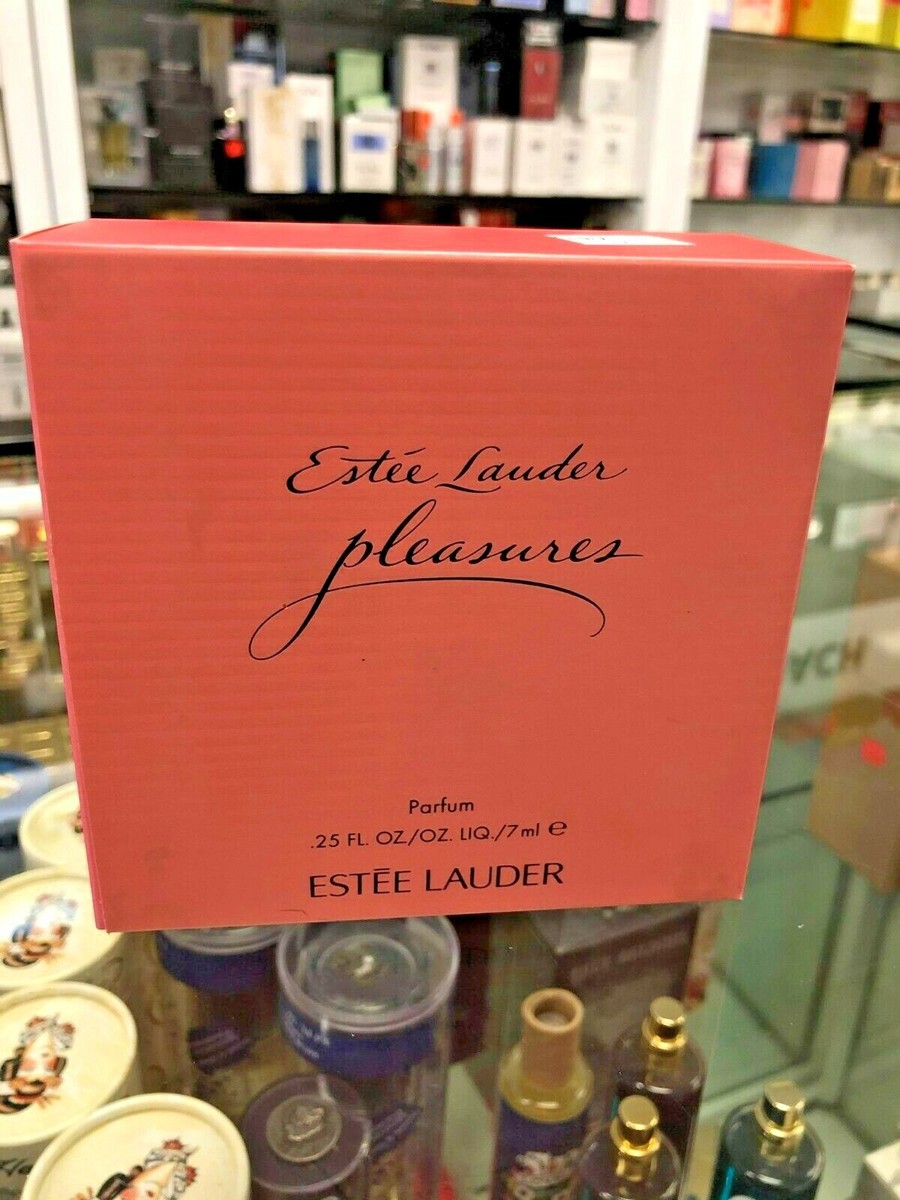 Estée Lauder
pleasures
Parfum
.25 FL. OZ/OZ. LIQ./7ml ℮
ESTĒE LAUDER